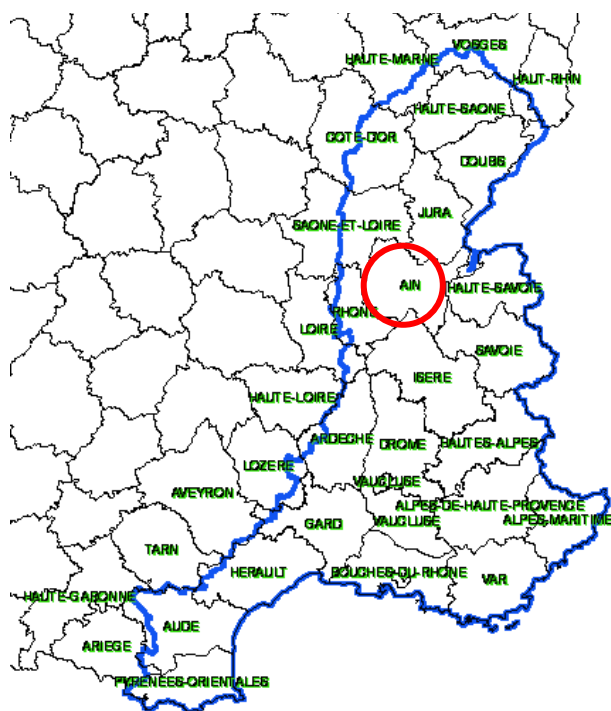 VOSGES
HAUTE-MARNE
HAUT-RHIN
HAUTE-SAONE
COTE-D'OR
DOUBS
JURA
SAONE-ET-LOIRE
AIN
HAUTE-SAVOIE
RHONE
LOIRE
SAVOIE
ISERE
HAUTE-LOIRE
ARDECHE
DROME
HAUTES-ALPES
LOZERE
VAUCLUSE
AVEYRON
ALPES-DE-HAUTE-PROVENCE
GARD
VAUCLUSE
ALPES-MARITIME
TARN
HERAULT
BOUCHES-DU-RHONE
VAR
HAUTE-GARONNE
AUDE
ARIEGE
PYRENEES-ORIENTALES